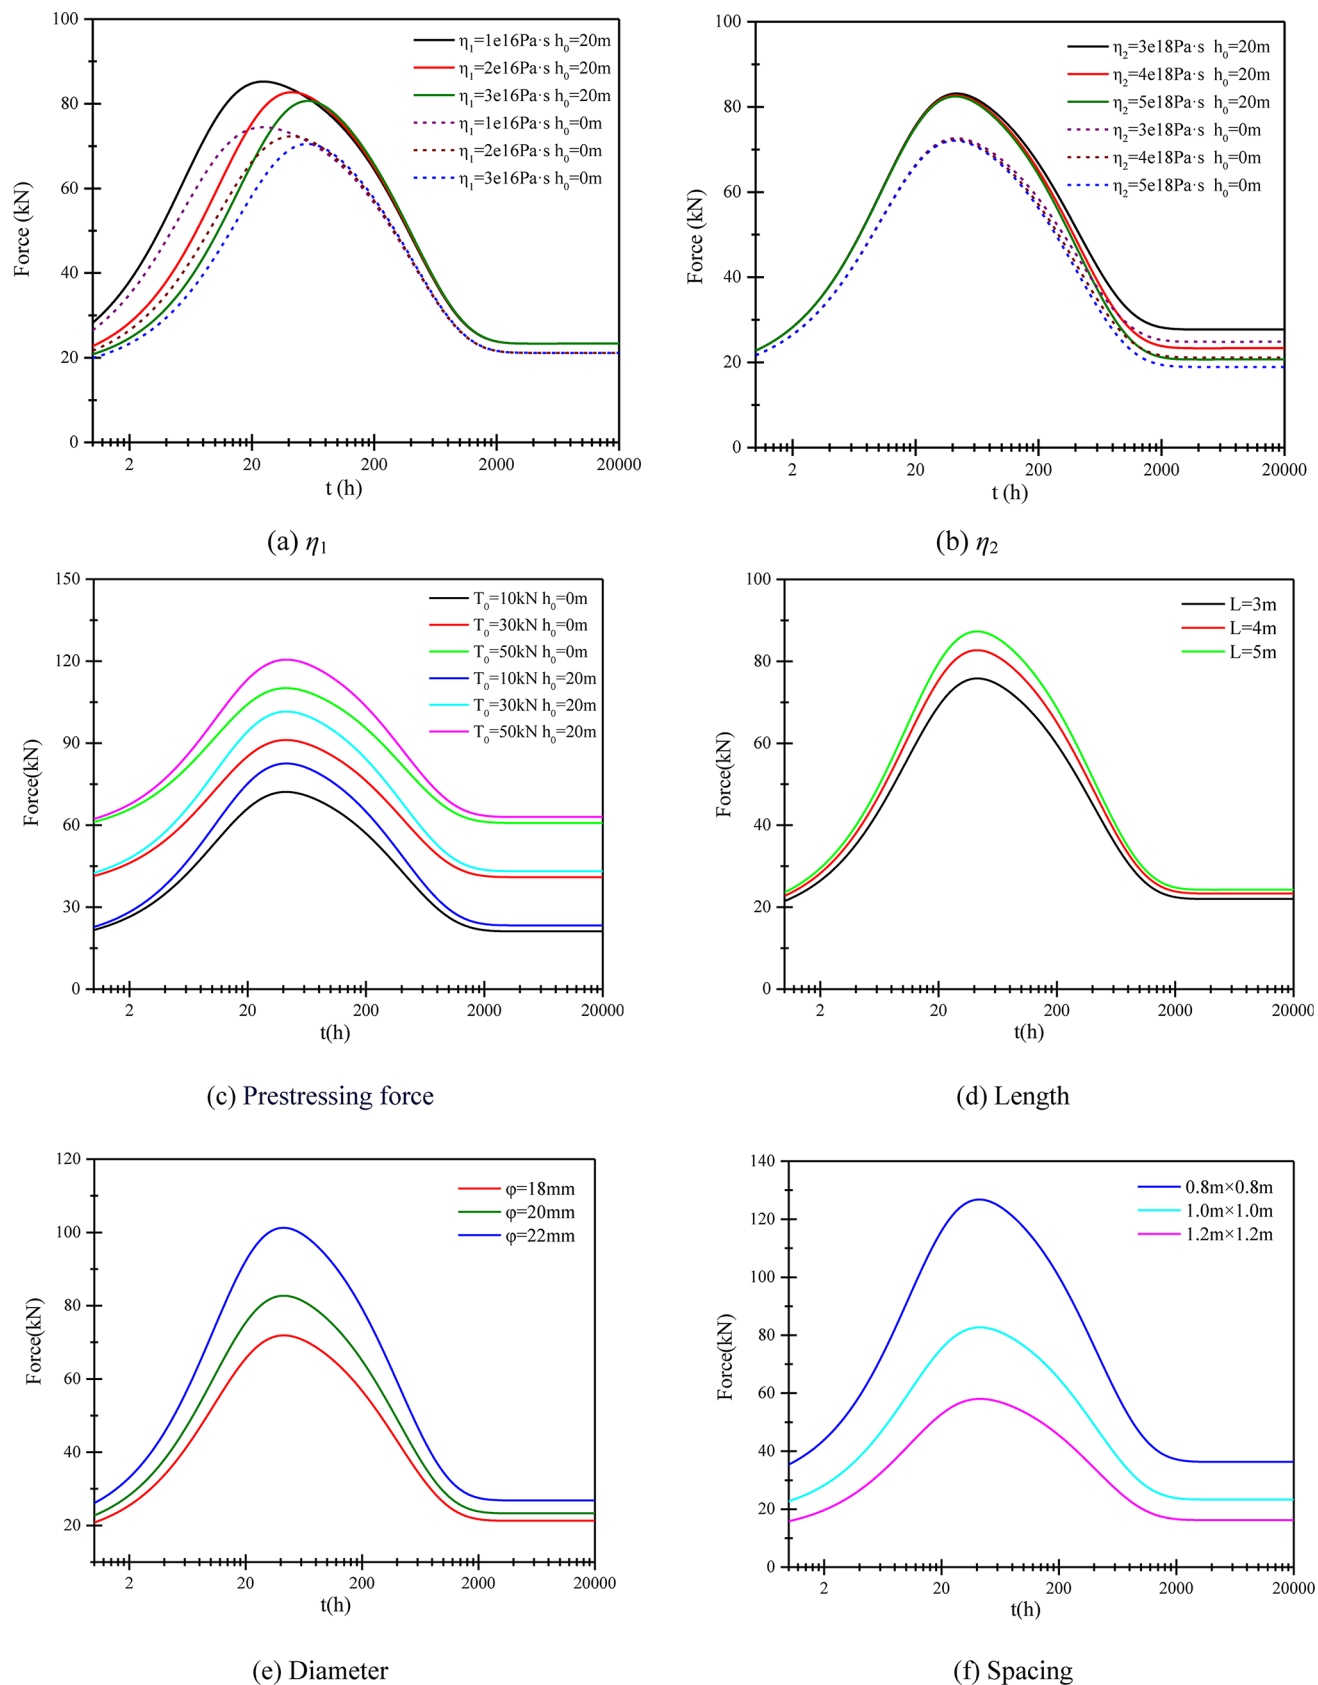 100
80
60
40
20
0
Force (kN)
η1=1e16Pa·s h0=20m
η1=2e16Pa·s h0=20m
η1=3e16Pa·s h0=20m
η1=1e16Pa·s h0=0m
η1=2e16Pa·s h0=0m
η1=3e16Pa·s h0=0m
2 20 200 2000 20000
t (h)
(a) η1
100
80
60
40
20
0
Force (kN)
η2=3e18Pa·s h0=20m
η2=4e18Pa·s h0=20m
η2=5e18Pa·s h0=20m
η2=3e18Pa·s h0=0m
η2=4e18Pa·s h0=0m
η2=5e18Pa·s h0=0m
2 20 200 2000 20000
t (h)
(b) η2
150
120
90
60
30
0
Force(kN)
T0=10kN h0=0m
T0=30kN h0=0m
T0=50kN h0=0m
T0=10kN h0=20m
T0=30kN h0=20m
T0=50kN h0=20m
2 20 200 2000 20000
t(h)
(c) Prestressing force
100
80
60
40
20
0
Force(kN)
L=3m
L=4m
L=5m
2 20 200 2000 20000
t(h)
(d) Length
120
100
80
60
40
20
Force(kN)
φ=18mm
φ=20mm
φ=22mm
2 20 200 2000 20000
t(h)
(e) Diameter
140
120
100
80
60
40
20
0
Force(kN)
0.8m×0.8m
1.0m×1.0m
1.2m×1.2m
2 20 200 2000 20000
t(h)
(f) Spacing